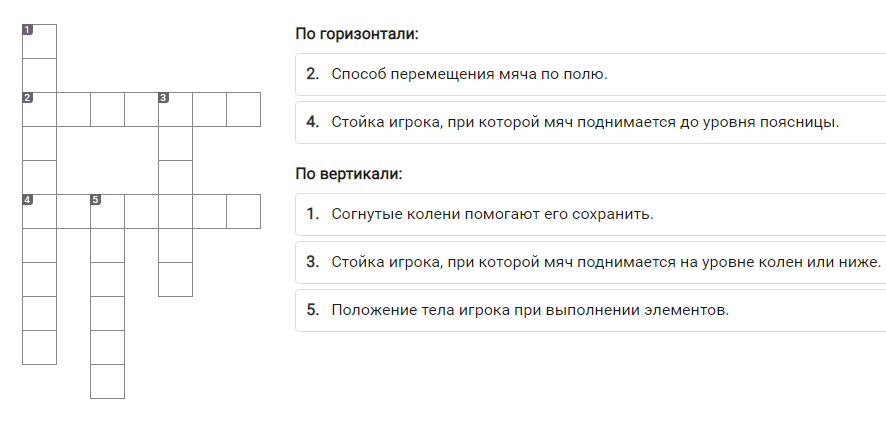 1
2
3
4
5
По горизонтали:
2. Способ перемещения мяча по полю.
4. Стойка игрока, при которой мяч поднимается до уровня поясницы.
По вертикали:
1. Согнутые колени помогают его сохранить.
3. Стойка игрока, при которой мяч поднимается на уровне колен или ниже.
5. Положение тела игрока при выполнении элементов.